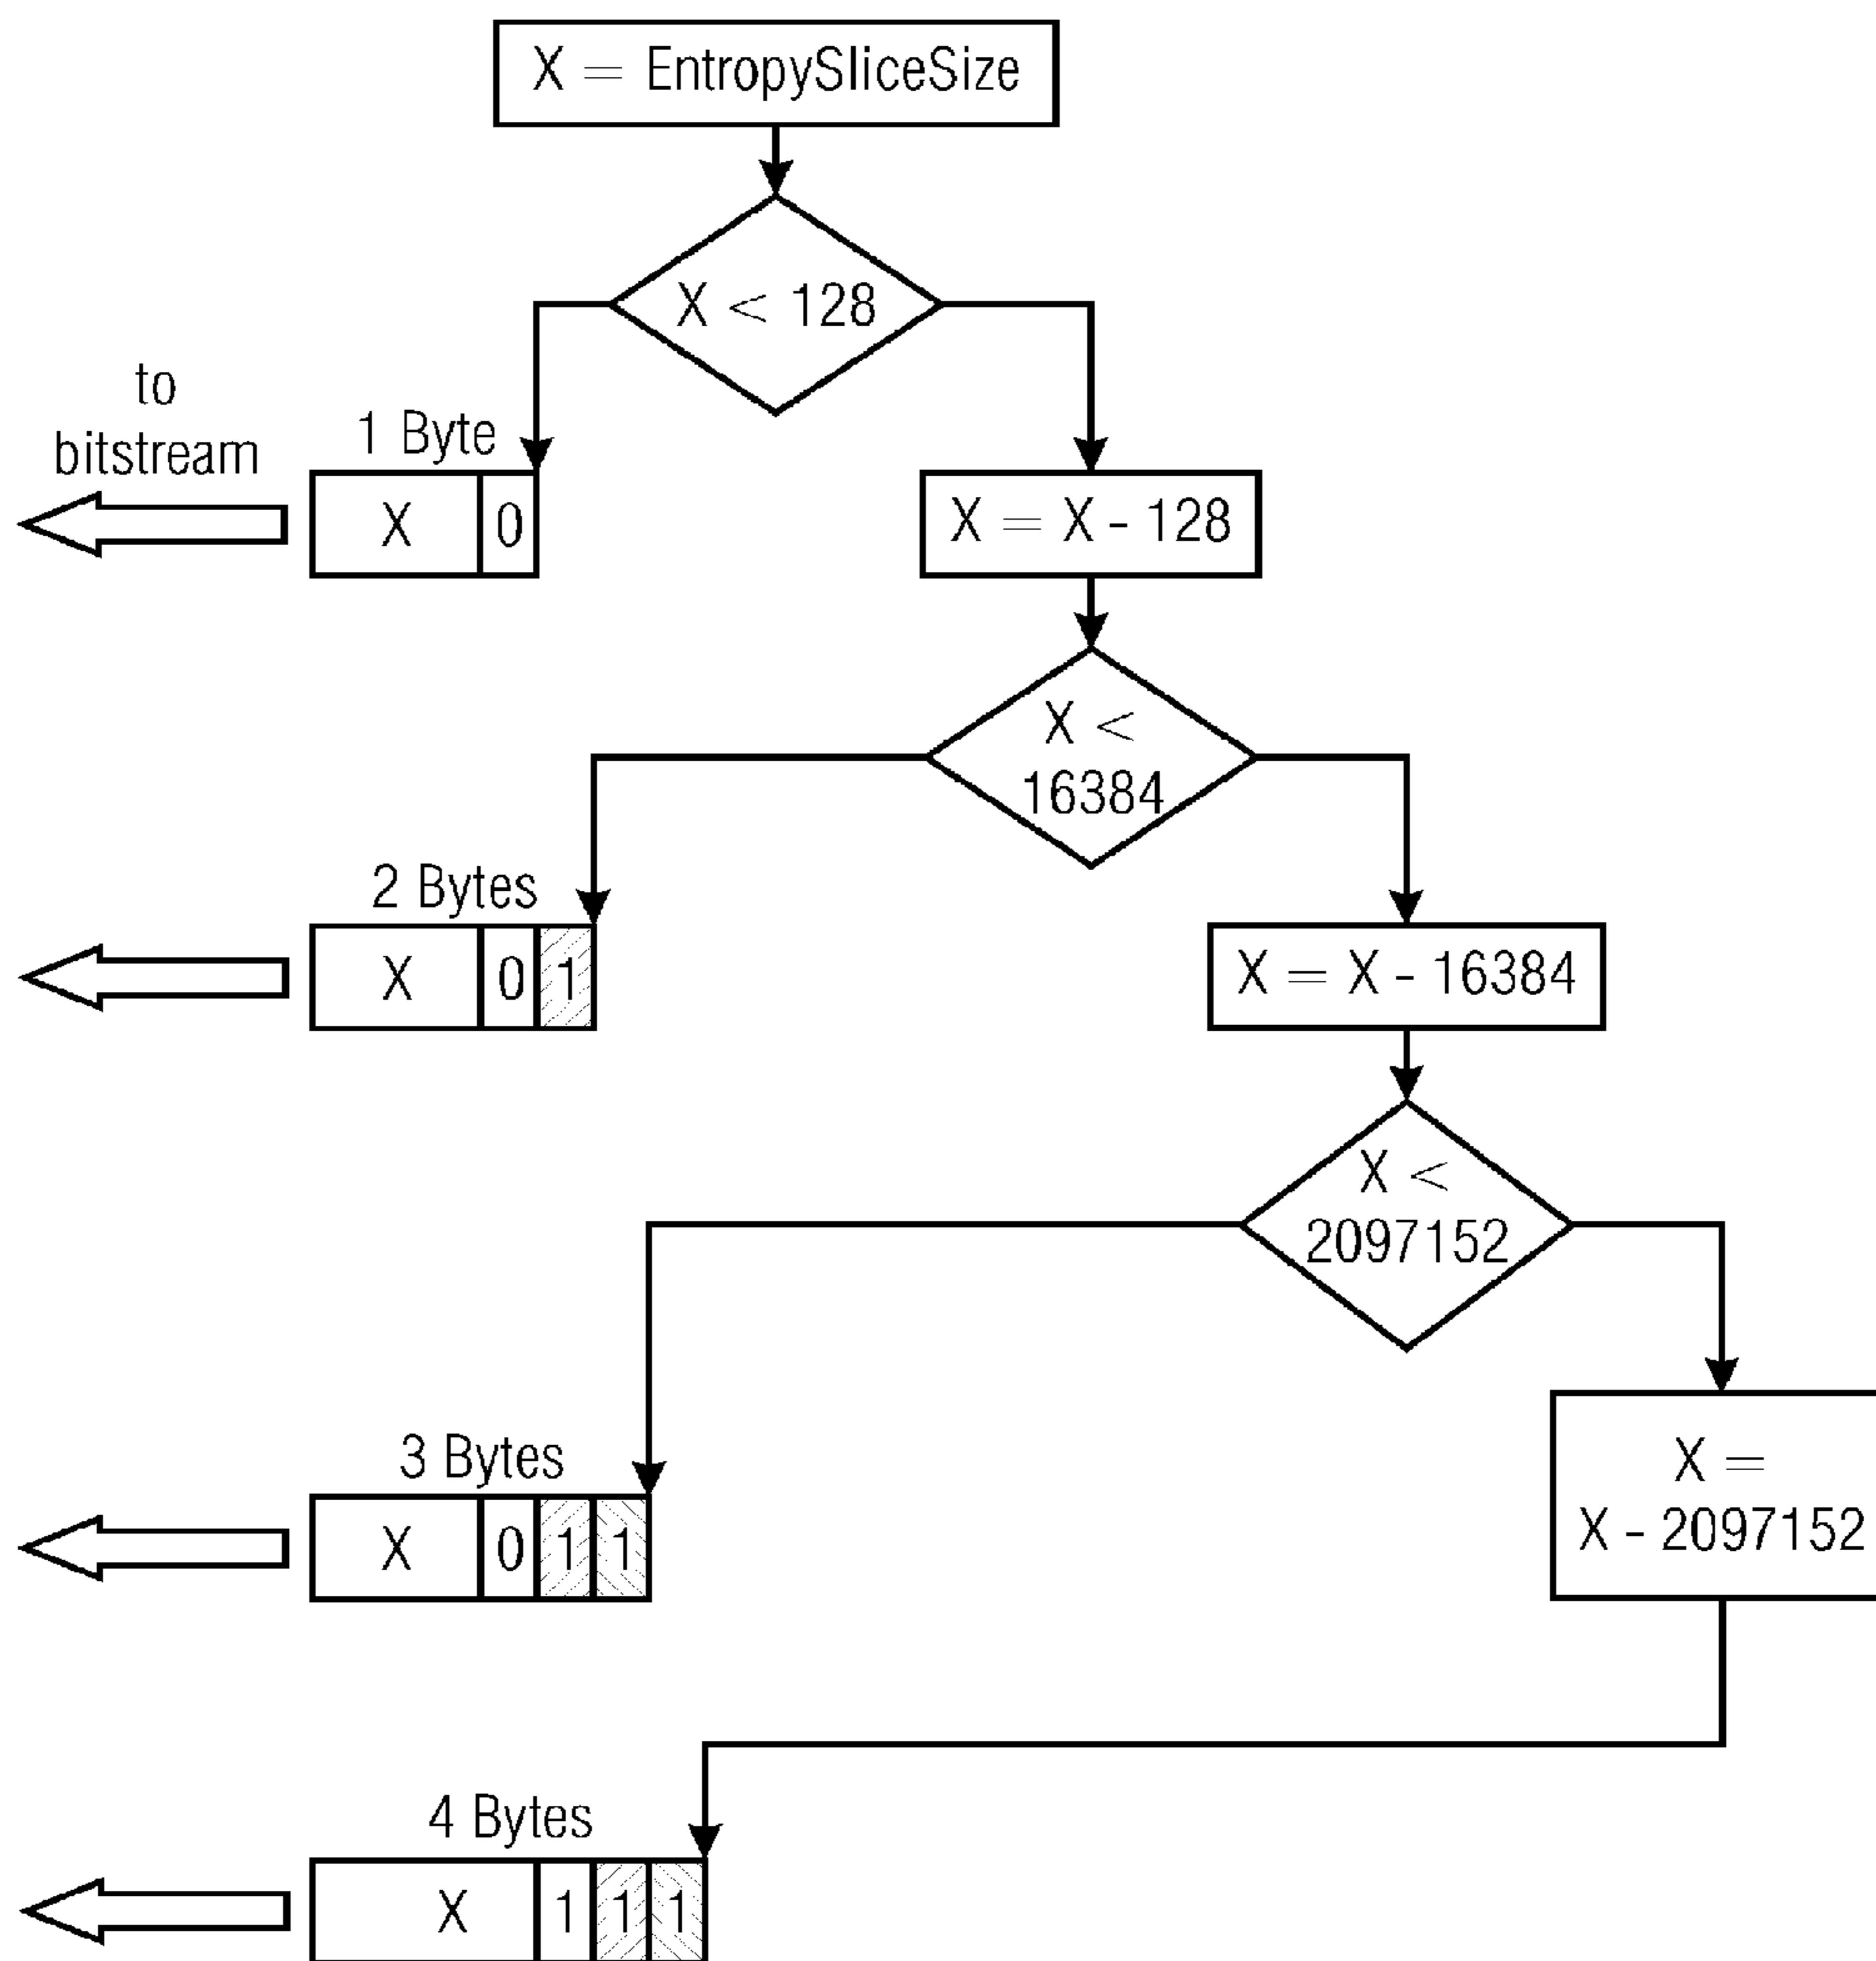 X = EntropySliceSize
X < 128
to
bitstream
1 Byte
X 0
X = X - 128
X <
16384
2 Bytes
X 0 1
X = X - 16384
X <
2097152
3 Bytes
X 0 1 1
X =
X - 2097152
4 Bytes
X 1 1 1